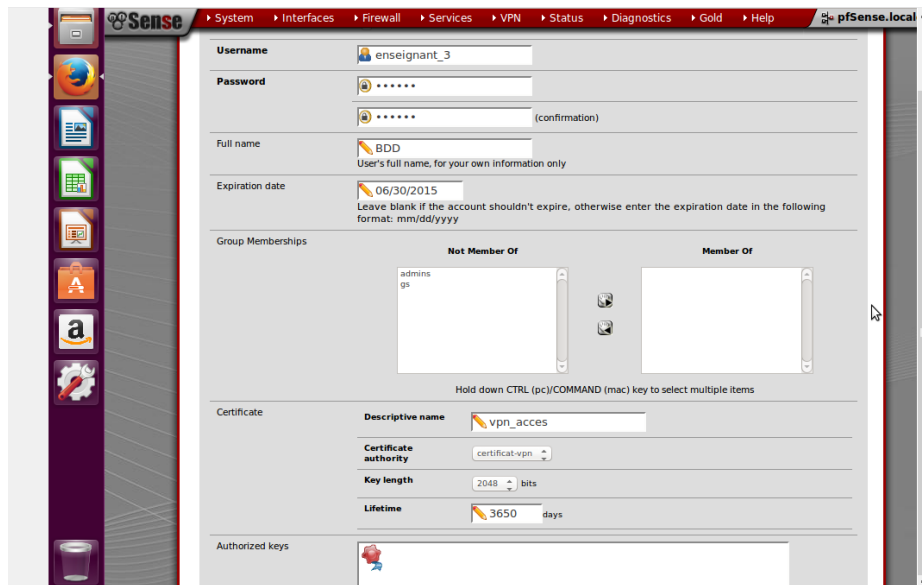 Sense
System Interfaces Firewall Services VPN Status Diagnostics Gold Help pfSense.local
Username
enseignant_3
Password
••••••
•••••• (confirmation)
Full name
BDD
User's full name, for your own information only
Expiration date
06/30/2015
Leave blank if the account shouldn't expire, otherwise enter the expiration date in the following
format: mm/dd/yyyy
Group Memberships
Not Member Of Member Of
admins
gs
Hold down CTRL (pc)/COMMAND (mac) key to select multiple items
Certificate
Descriptive name vpn_acces
Certificate
authority certificat-vpn
Key length 2048 bits
Lifetime 3650 days
Authorized keys